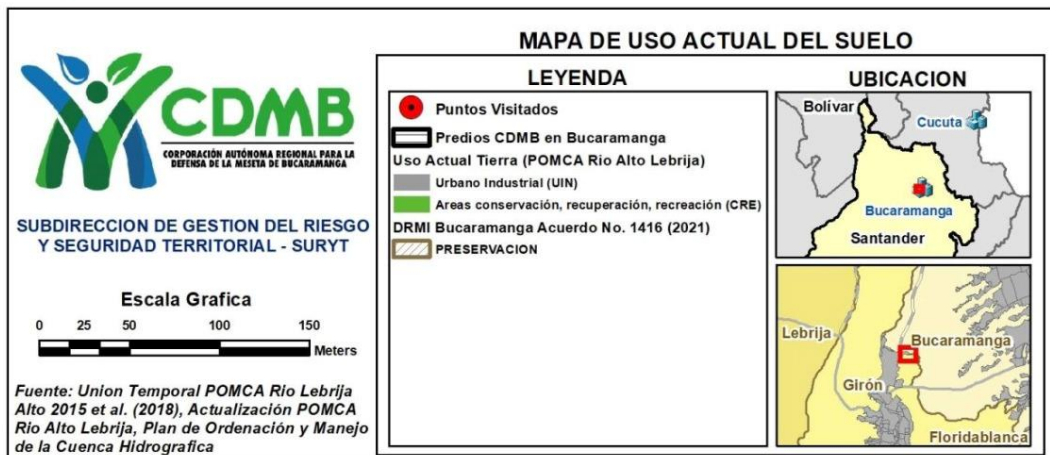 CDMB
CORPORACIÓN AUTÓNOMA REGIONAL PARA LA
DEFENSA DE LA MESETA DE BUCARAMANGA
SUBDIRECCION DE GESTION DEL RIESGO
Y SEGURIDAD TERRITORIAL - SURYT
Escala Grafica
0 25 50 100 150
Meters
Fuente: Union Temporal POMCA Rio Lebrija
Alto 2015 et al. (2018), Actualización POMCA
Rio Alto Lebrija, Plan de Ordenación y Manejo
de la Cuenca Hidrografica
MAPA DE USO ACTUAL DEL SUELO
LEYENDA
Puntos Visitados
Predios CDMB en Bucaramanga
Uso Actual Tierra (POMCA Rio Alto Lebrija)
Urbano Industrial (UIN)
Areas conservación, recuperación, recreación (CRE)
DRMI Bucaramanga Acuerdo No. 1416 (2021)
PRESERVACION
UBICACION
Bolívar
Cucuta
Bucaramanga
Santander
Lebrija
Bucaramanga
Girón
Floridablanca